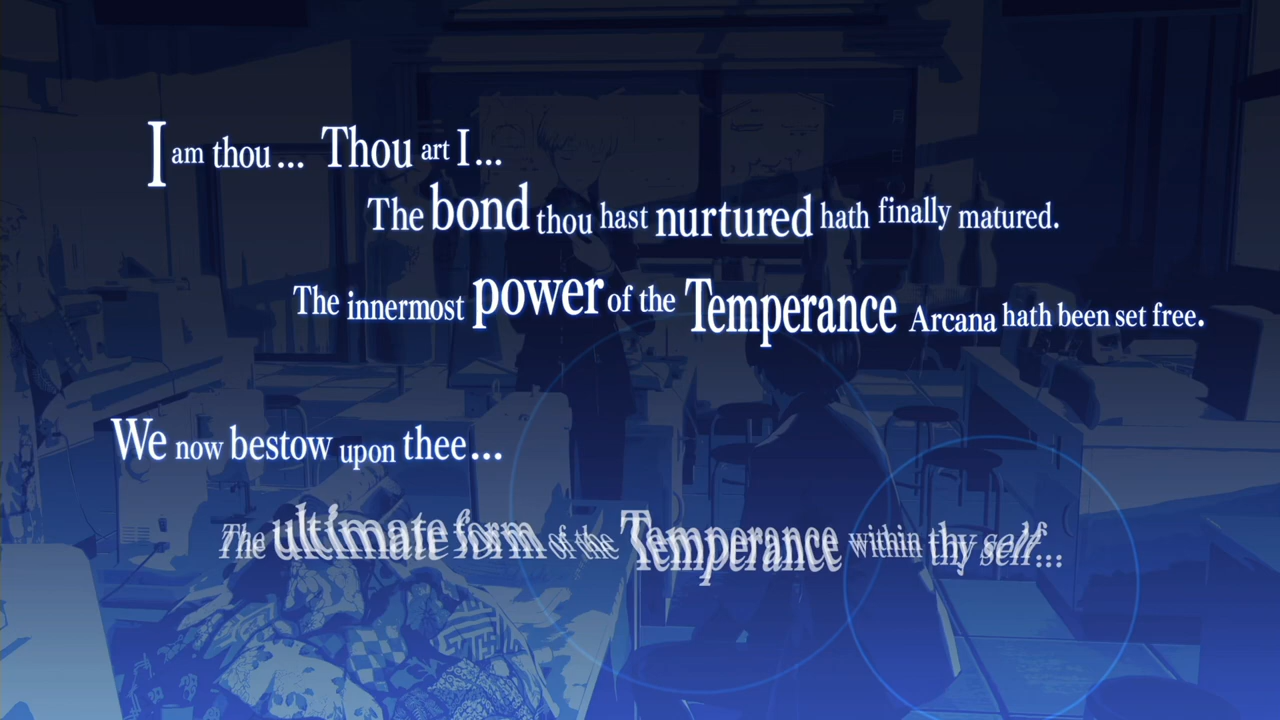 I am thou... Thou art I...
The bond thou hast nurtured hath finally matured.
The innermost power of the Temperance Arcana hath been set free.
We now bestow upon thee...
The ultimate form of the Temperance within thy self...